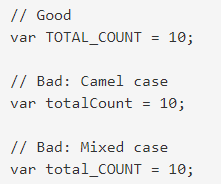 // Good
var TOTAL_COUNT = 10;
// Bad: Camel case
var totalCount = 10;
// Bad: Mixed case
var total_COUNT = 10;